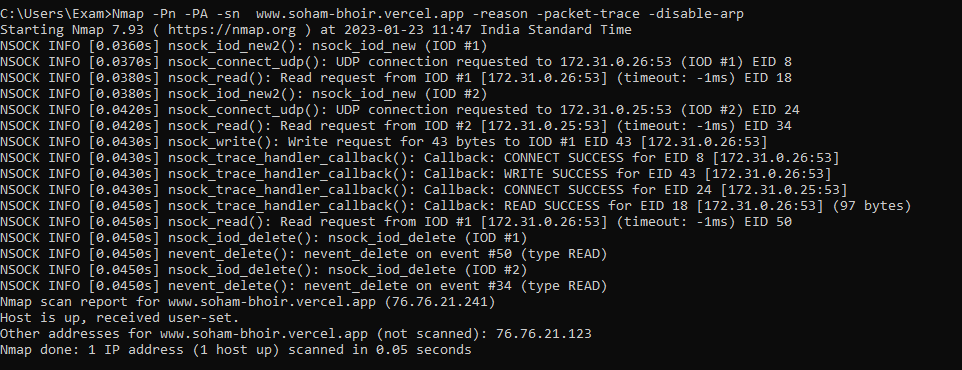 C:\Users\Exam>Nmap -Pn -PA -sn  www.soham-bhoir.vercel.app -reason -packet-trace -disable-arp
Starting Nmap 7.93 ( https://nmap.org ) at 2023-01-23 11:47 India Standard Time
NSOCK INFO [0.0360s] nsock_iod_new2(): nsock_iod_new (IOD #1)
NSOCK INFO [0.0370s] nsock_connect_udp(): UDP connection requested to 172.31.0.26:53 (IOD #1) EID 8
NSOCK INFO [0.0380s] nsock_read(): Read request from IOD #1 [172.31.0.26:53] (timeout: -1ms) EID 18
NSOCK INFO [0.0380s] nsock_iod_new2(): nsock_iod_new (IOD #2)
NSOCK INFO [0.0420s] nsock_connect_udp(): UDP connection requested to 172.31.0.25:53 (IOD #2) EID 24
NSOCK INFO [0.0420s] nsock_read(): Read request from IOD #2 [172.31.0.25:53] (timeout: -1ms) EID 34
NSOCK INFO [0.0430s] nsock_write(): Write request for 43 bytes to IOD #1 EID 43 [172.31.0.26:53]
NSOCK INFO [0.0430s] nsock_trace_handler_callback(): Callback: CONNECT SUCCESS for EID 8 [172.31.0.26:53]
NSOCK INFO [0.0430s] nsock_trace_handler_callback(): Callback: WRITE SUCCESS for EID 43 [172.31.0.26:53]
NSOCK INFO [0.0430s] nsock_trace_handler_callback(): Callback: CONNECT SUCCESS for EID 24 [172.31.0.25:53]
NSOCK INFO [0.0450s] nsock_trace_handler_callback(): Callback: READ SUCCESS for EID 18 [172.31.0.26:53] (97 bytes)
NSOCK INFO [0.0450s] nsock_read(): Read request from IOD #1 [172.31.0.26:53] (timeout: -1ms) EID 50
NSOCK INFO [0.0450s] nsock_iod_delete(): nsock_iod_delete (IOD #1)
NSOCK INFO [0.0450s] nevent_delete(): nevent_delete on event #50 (type READ)
NSOCK INFO [0.0450s] nsock_iod_delete(): nsock_iod_delete (IOD #2)
NSOCK INFO [0.0450s] nevent_delete(): nevent_delete on event #34 (type READ)
Nmap scan report for www.soham-bhoir.vercel.app (76.76.21.241)
Host is up, received user-set.
Other addresses for www.soham-bhoir.vercel.app (not scanned): 76.76.21.123
Nmap done: 1 IP address (1 host up) scanned in 0.05 seconds